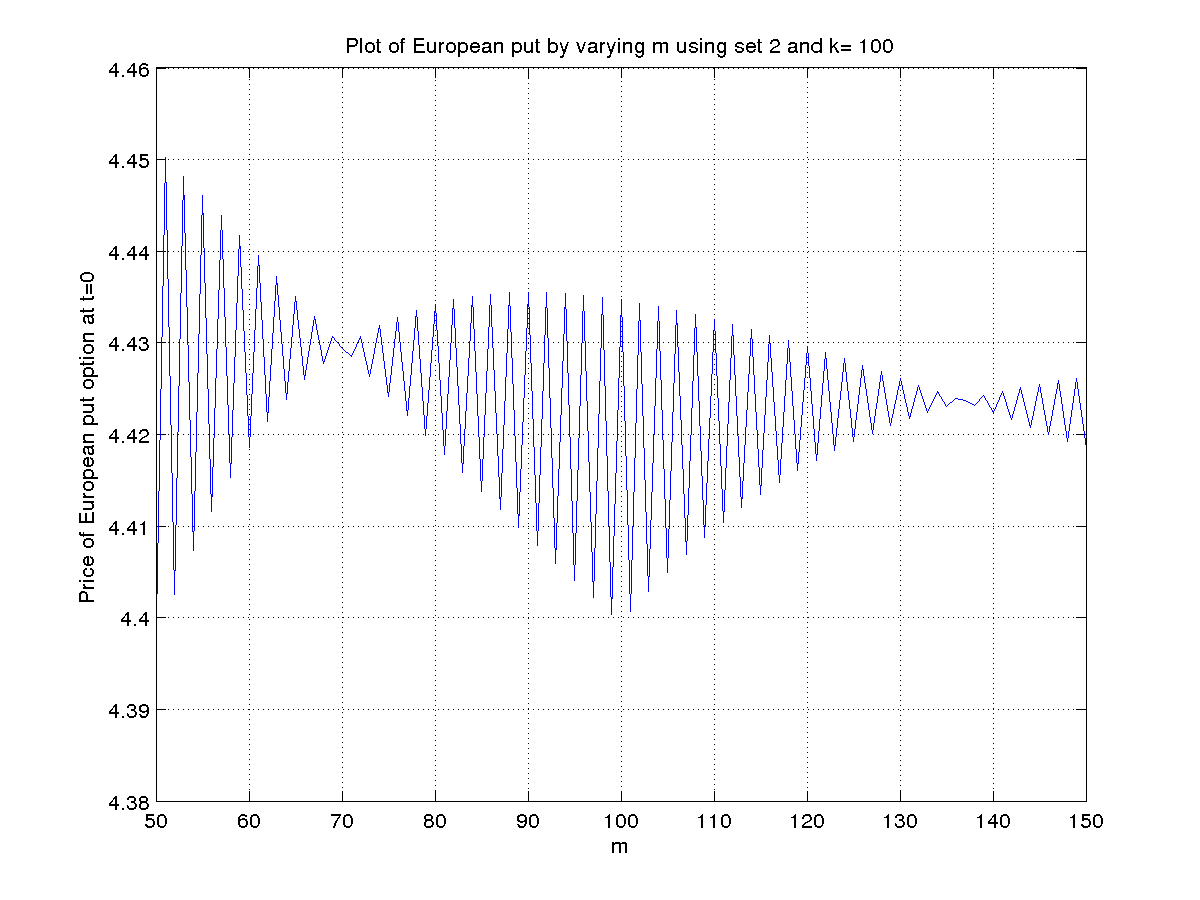 Plot of European put by varying m using set 2 and k= 100
Price of European put option at t=0
4.46
4.45
4.44
4.43
4.42
4.41
4.4
4.39
4.38
50 60 70 80 90 100 110 120 130 140 150
m